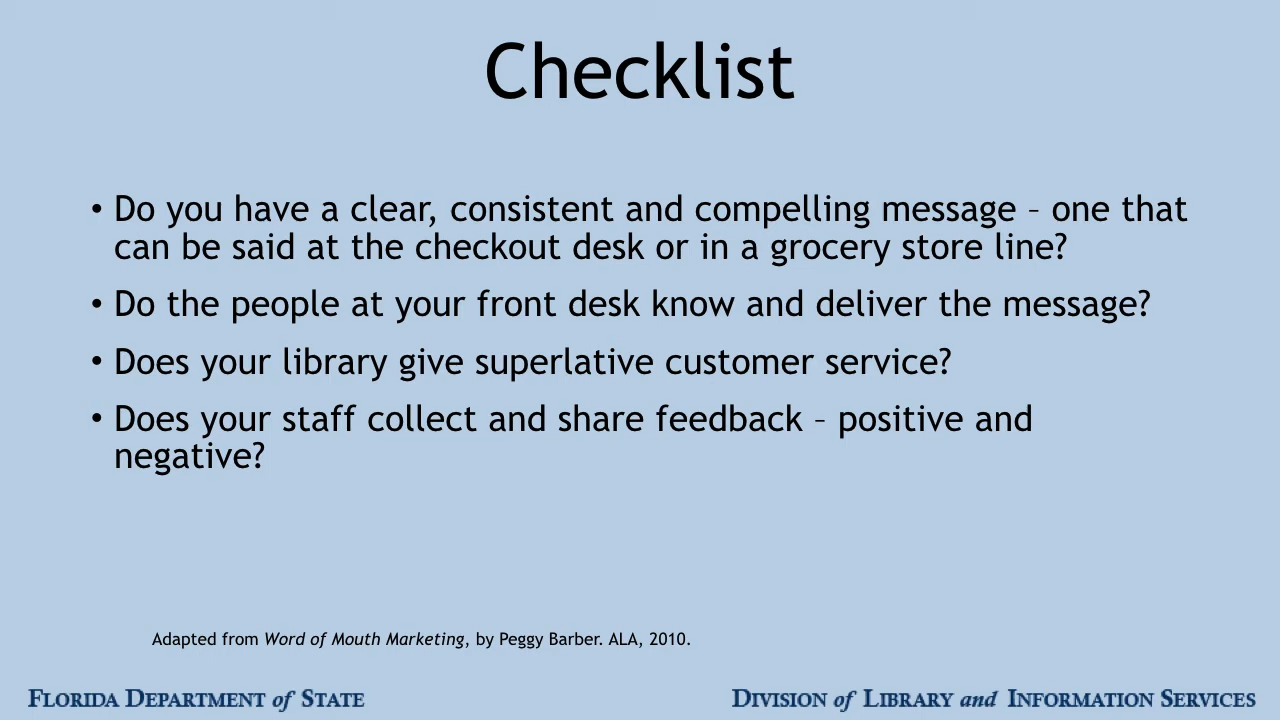 Checklist
• Do you have a clear, consistent and compelling message – one that
can be said at the checkout desk or in a grocery store line?
• Do the people at your front desk know and deliver the message?
• Does your library give superlative customer service?
• Does your staff collect and share feedback – positive and
negative?
Adapted from Word of Mouth Marketing, by Peggy Barber. ALA, 2010.
FLORIDA DEPARTMENT of STATE
DIVISION of LIBRARY and INFORMATION SERVICES